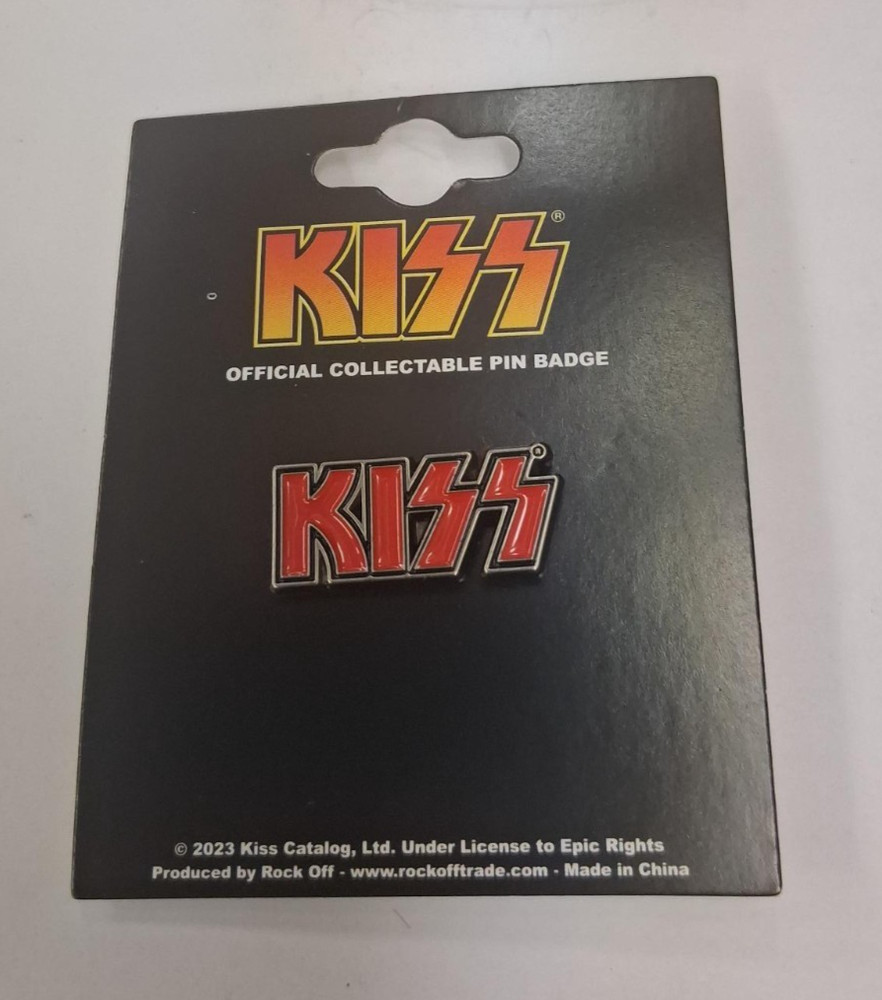 KISS®
OFFICIAL COLLECTABLE PIN BADGE
KISS®
© 2023 Kiss Catalog, Ltd. Under License to Epic Rights
Produced by Rock Off - www.rockofftrade.com - Made in China